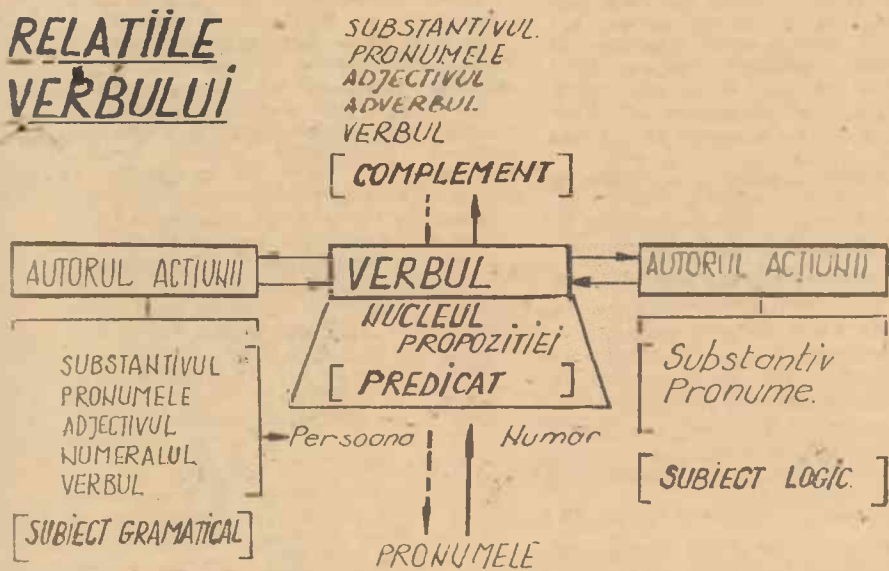 RELATIILE
VERBULUI
SUBSTANTIVUL.
PRONUMELE
ADJECTIVUL
ADVERBUL
VERBUL
[COMPLEMENT]
AUTORUL ACTIUNII
VERBUL
AUTORUL ACTIUNII
NUCLEUL
PROPOZITIEI
[PREDICAT]
SUBSTANTIVUL
PRONUMELE
ADJECTIVUL
NUMERALUL
VERBUL
[SUBIECT GRAMATICAL]
Persoana
Numar
Substantiv
Pronume.
[SUBIECT LOGIC.]
PRONUMELE